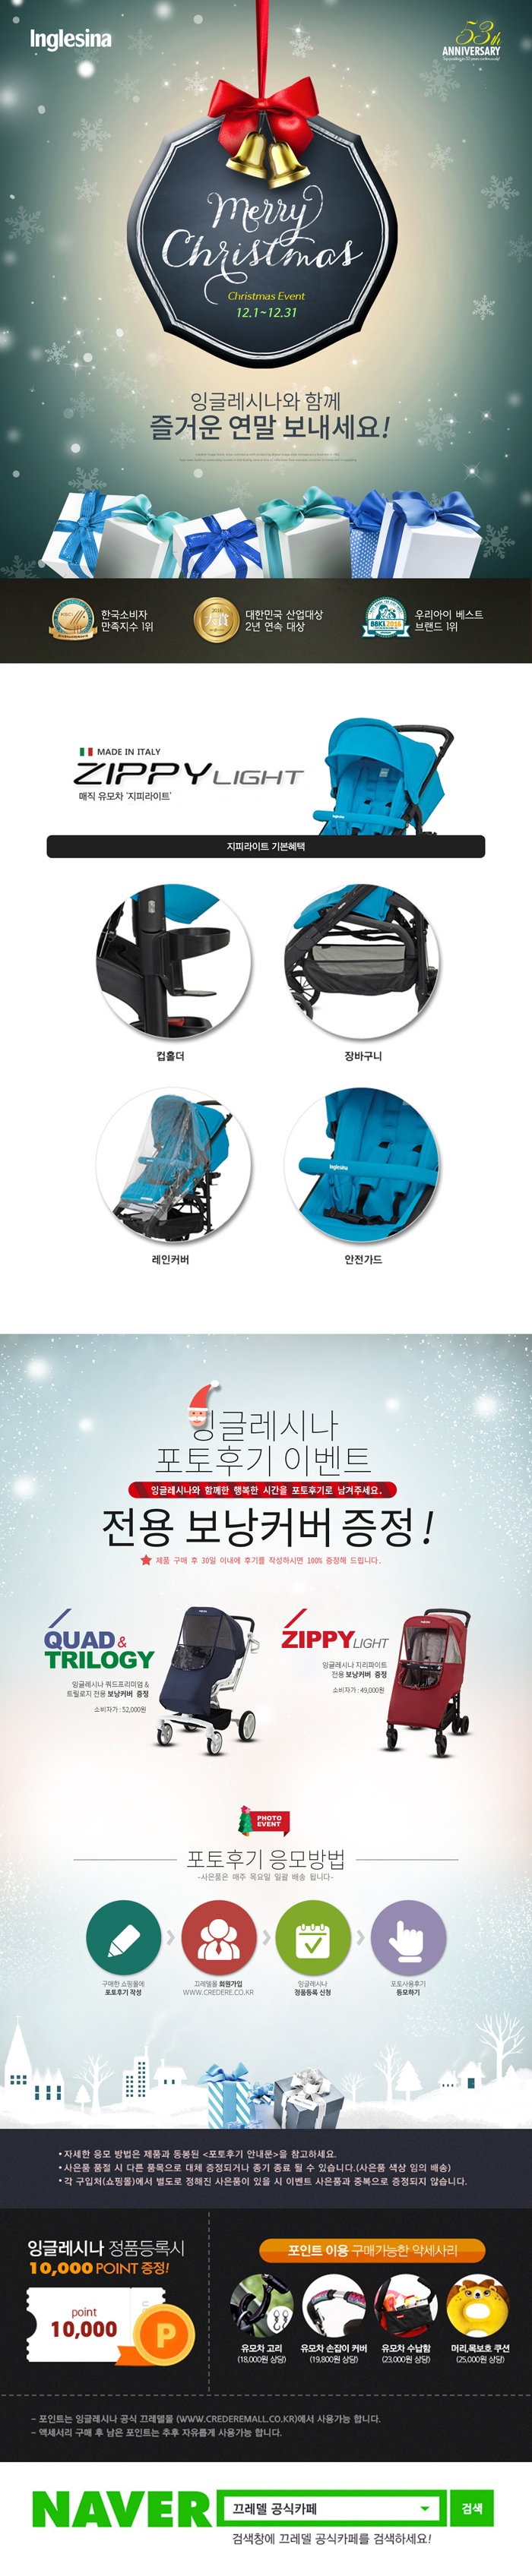 Inglesina
53th
ANNIVERSARY
Merry
Christmas
Christmas Event
12.1~12.31
잉글레시나와 함께
즐거운 연말 보내세요!
한국소비자
만족지수 1위
대한민국 산업대상
2년 연속 대상
BBKI 2016
우리아이 베스트
브랜드 1위
MADE IN ITALY
ZIPPY LIGHT
매직 유모차 '지피라이트'
지피라이트 기본혜택
컵홀더
장바구니
레인커버
Inglesina
안전가드
잉글레시나
포토후기 이벤트
잉글레시나와 함께한 행복한 시간을 포토후기로 남겨주세요.
전용 보낭커버 증정!
제품 구매 후 30일 이내에 후기를 작성하시면 100% 증정해 드립니다.
QUAD &
TRILOGY
잉글레시나 쿼드프리미엄 &
트릴로지 전용 보낭커버 증정
소비자가 : 52,000원
ZIPPY LIGHT
잉글레시나 지리파이트
전용 보낭커버 증정
소비자가 : 49,000원
PHOTO
EVENT
포토후기 응모방법
-사은품은 매주 목요일 일괄 배송 됩니다-
구매한 쇼핑몰에
포토후기 작성
끄레델몰 회원가입
WWW.CREDERE.CO.KR
잉글레시나
정품등록 신청
포토사용후기
응모하기
•자세한 응모 방법은 제품과 동봉된 <포토후기 안내문>을 참고하세요.
•사은품 품절 시 다른 품목으로 대체 증정되거나 종기 종료 될 수 있습니다.(사은품 색상 임의 배송)
•각 구입처(쇼핑몰)에서 별도로 정해진 사은품이 있을 시 이벤트 사은품과 중복으로 증정되지 않습니다.
잉글레시나 정품등록시
10,000 POINT 증정!
point
10,000
P
포인트 이용 구매가능한 악세사리
유모차 고리
(18,000원 상당)
유모차 손잡이 커버
(19,800원 상당)
유모차 수납함
(23,000원 상당)
머리,목보호 쿠션
(25,000원 상당)
- 포인트는 잉글레시나 공식 끄레델몰 (WWW.CREDEREMALL.CO.KR)에서 사용가능 합니다.
- 액세서리 구매 후 남은 포인트는 추후 자유롭게 사용가능 합니다.
NAVER
끄레델 공식카페
검색
검색창에 끄레델 공식카페를 검색하세요!